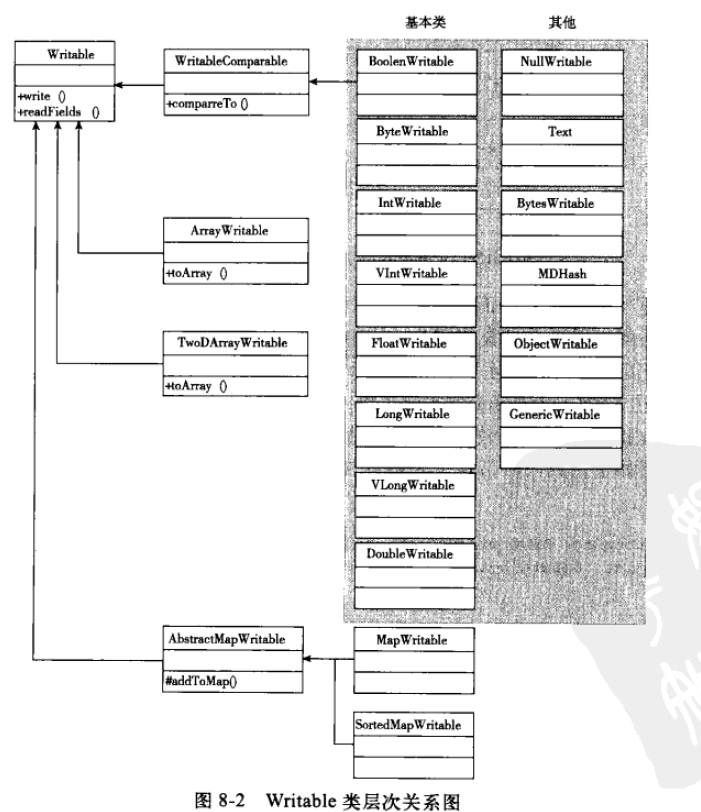 基本类 其他
Writable
+write ()
+readFields ()
WritableComparable
+comparreTo ()
BoolenWritable
NullWritable
ByteWritable
Text
IntWritable
BytesWritable
ArrayWritable
+toArray ()
VIntWritable
MDHash
TwoDArrayWritable
+toArray ()
FloatWritable
ObjectWritable
LongWritable
GenericWritable
VLongWritable
DoubleWritable
AbstractMapWritable
#addToMap()
MapWritable
SortedMapWritable
图 8-2 Writable 类层次关系图